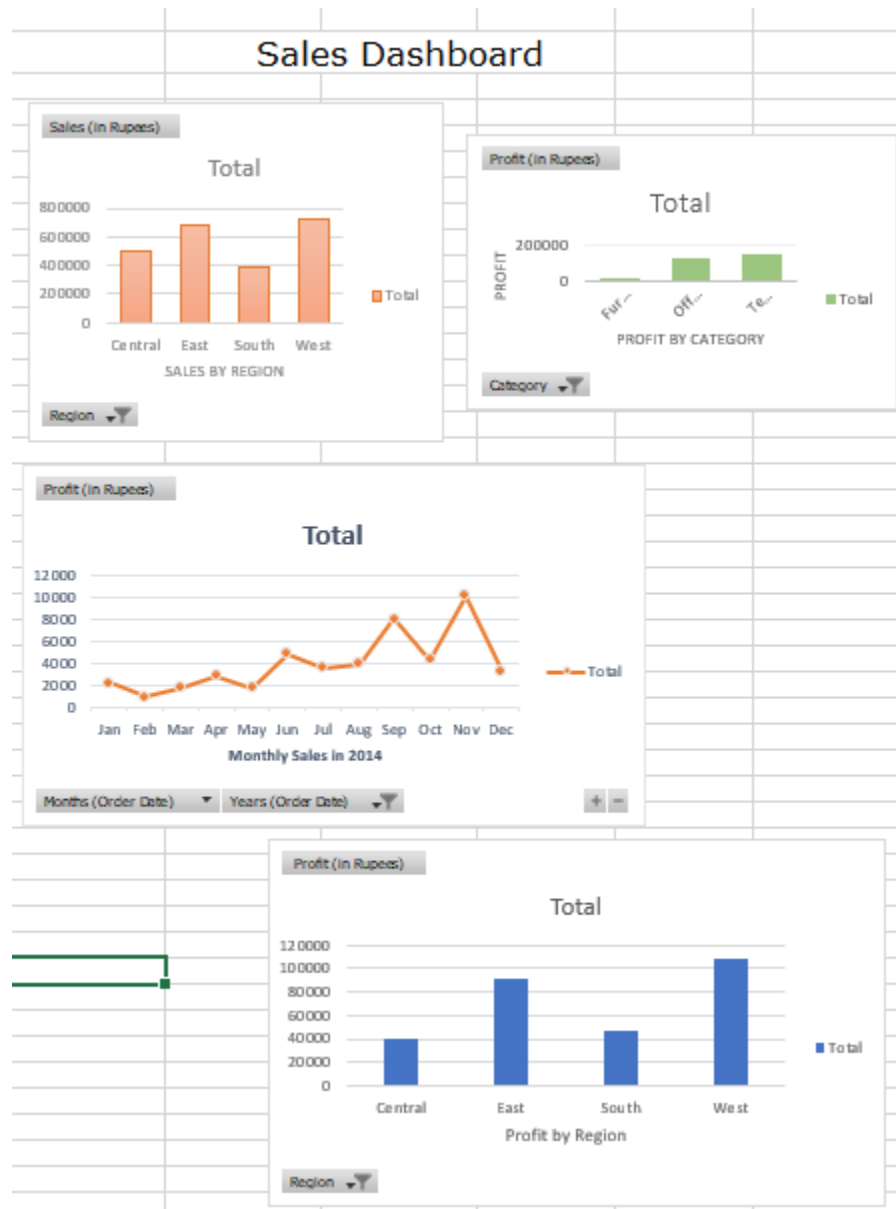 Sales Dashboard
Sales (in Rupees)
Total
800000
600000
400000
200000
0
Central East South West
SALES BY REGION
Total
Region
Profit (in Rupees)
Total
200000
0
PROFIT
Fur...
Off...
Te...
PROFIT BY CATEGORY
Total
Category
Profit (in Rupees)
Total
12000
10000
8000
6000
4000
2000
0
Jan Feb Mar Apr May Jun Jul Aug Sep Oct Nov Dec
Monthly Sales in 2014
Total
Months (Order Date) Years (Order Date) + -
Profit (in Rupees)
Total
120000
100000
80000
60000
40000
20000
0
Central East South West
Profit by Region
Total
Region